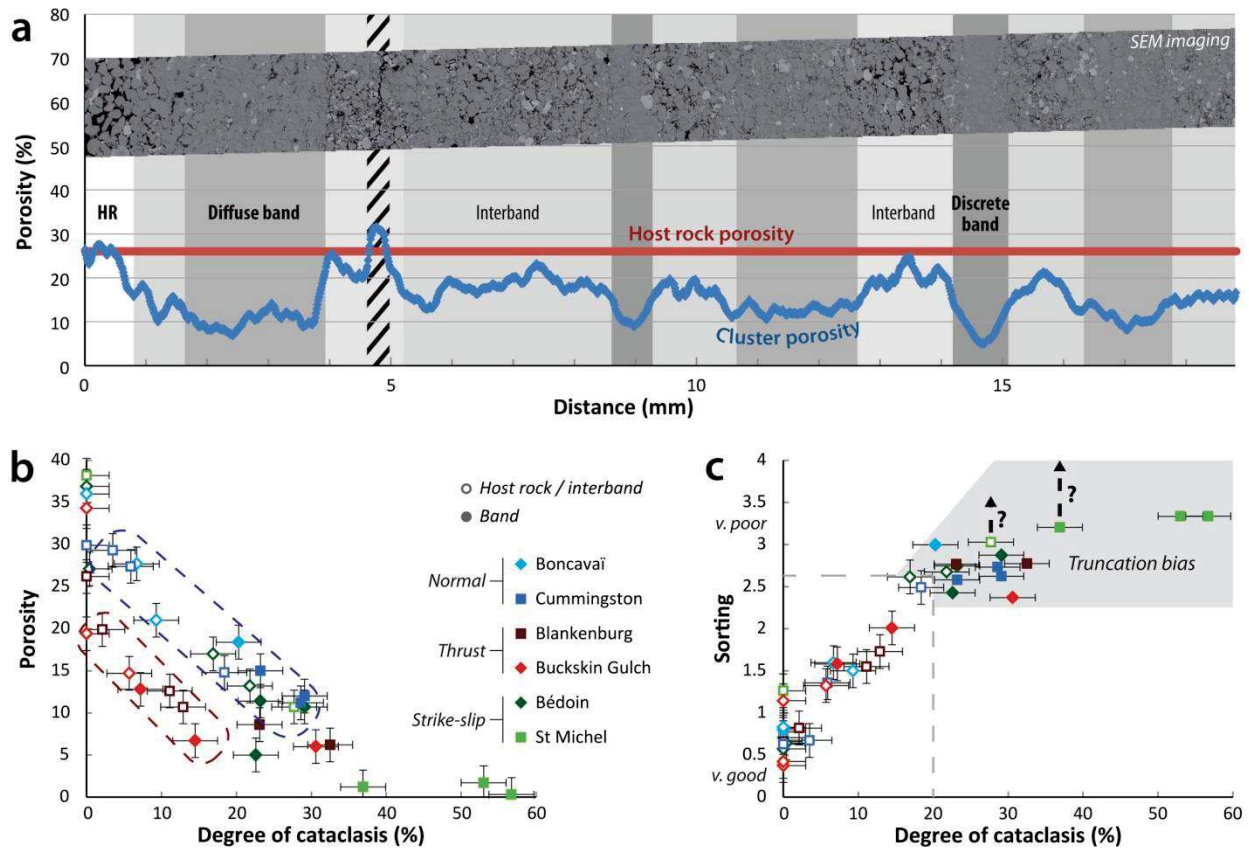 a
80
70
60
50
40
30
20
10
0
Porosity (%)
SEM imaging
HR
Diffuse band
Interband
Interband
Discrete
band
Host rock porosity
Cluster porosity
0
5
10
15
Distance (mm)
b
40
35
30
25
20
15
10
5
0
Porosity
0
10
20
30
40
50
60
Degree of cataclasis (%)
Host rock / interband
Band
Normal
Boncavaï
Cummingston
Thrust
Blankenburg
Buckskin Gulch
Strike-slip
Bédoin
St Michel
c
4
3.5
3
2.5
2
1.5
1
0.5
0
v. poor
Sorting
v. good
?
?
Truncation bias
0
10
20
30
40
50
60
Degree of cataclasis (%)